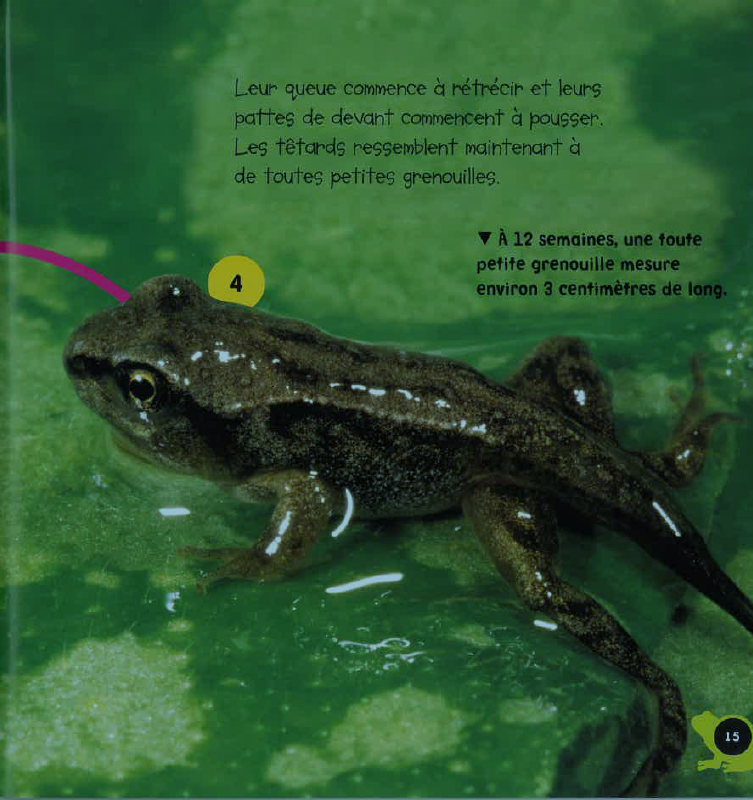 Leur queue commence à rétrécir et leurs
pattes de devant commencent à pousser.
Les têtards ressemblent maintenant à
de toutes petites grenouilles.
▼ À 12 semaines, une toute
petite grenouille mesure
environ 3 centimètres de long.
4
15